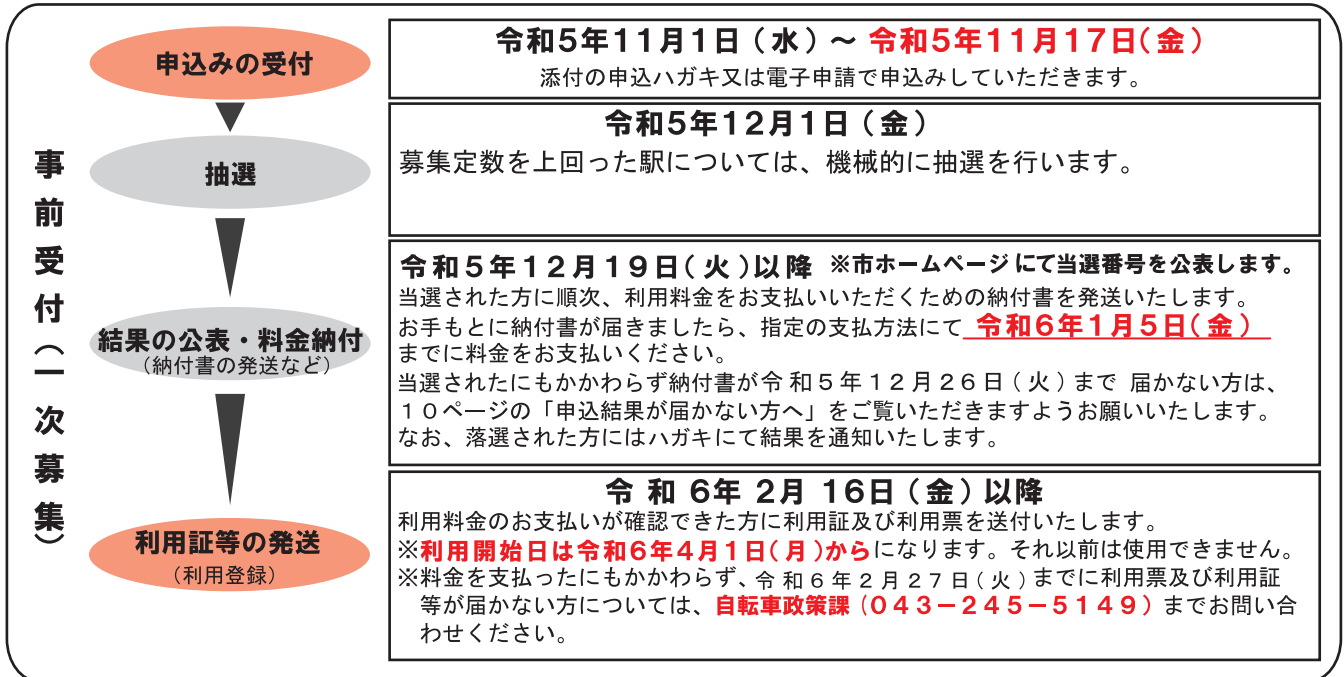 事前受付(一次募集)
申込みの受付
令和5年11月1日（水）～ 令和5年11月17日(金)
添付の申込ハガキ又は電子申請で申込みしていただきます。
抽選
令和5年12月1日（金）
募集定数を上回った駅については、機械的に抽選を行います。
結果の公表・料金納付
（納付書の発送など）
令和5年12月19日(火)以降 ※市ホームページにて当選番号を公表します。
当選された方に順次、利用料金をお支払いいただくための納付書を発送いたします。
お手もとに納付書が届きましたら、指定の支払方法にて 令和6年1月5日(金)
までに料金をお支払いください。
当選されたにもかかわらず納付書が令和5年12月26日(火)まで 届かない方は、
10ページの「申込結果が届かない方へ」をご覧いただきますようお願いいたします。
なお、落選された方にはハガキにて結果を通知いたします。
利用証等の発送
（利用登録）
令和 6年 2月 16日（金）以降
利用料金のお支払いが確認できた方に利用証及び利用票を送付いたします。
※利用開始日は令和6年4月1日(月)からになります。それ以前は使用できません。
※料金を支払ったにもかかわらず、令和6年2月27日(火)までに利用票及び利用証
等が届かない方については、自転車政策課（043－245－5149）までお問い合
わせください。